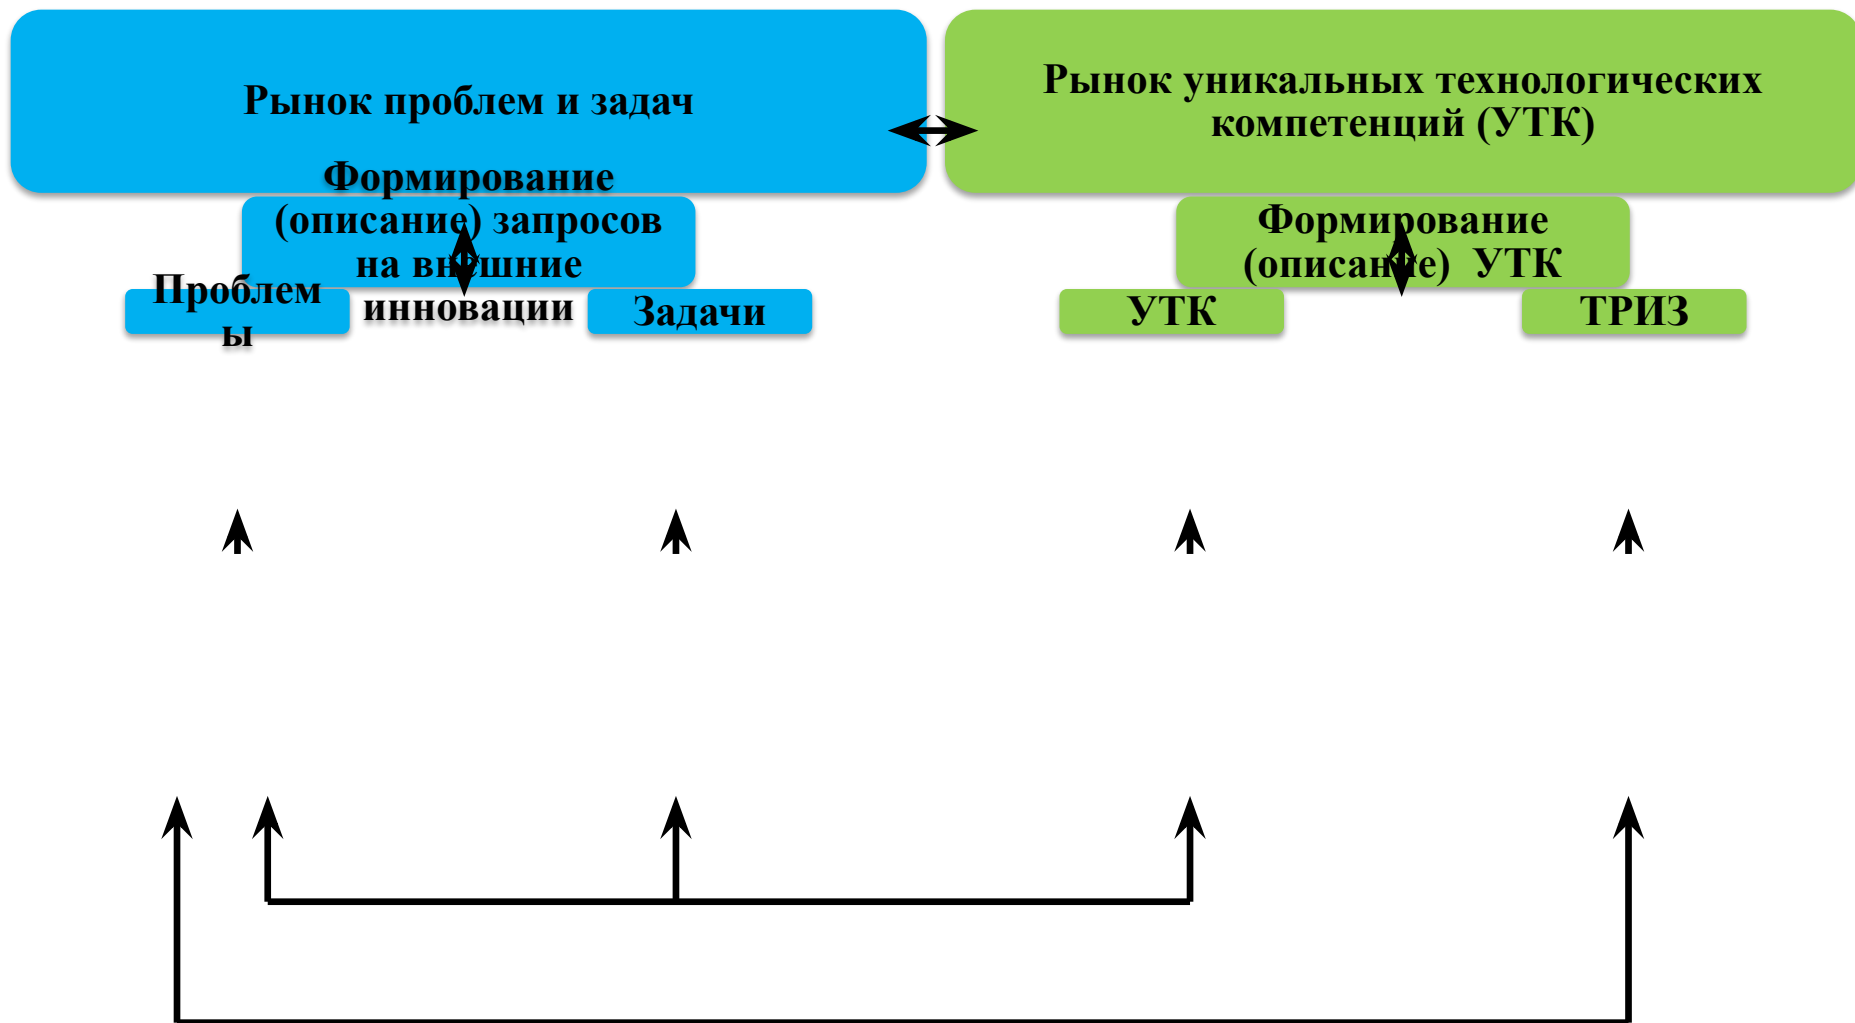 Рынок проблем и задач
Рынок уникальных технологических
компетенций (УТК)
Формирование
(описание) запросов
на внешние
инновации
Формирование
(описание) УТК
Проблем
ы
Задачи
УТК
ТРИЗ